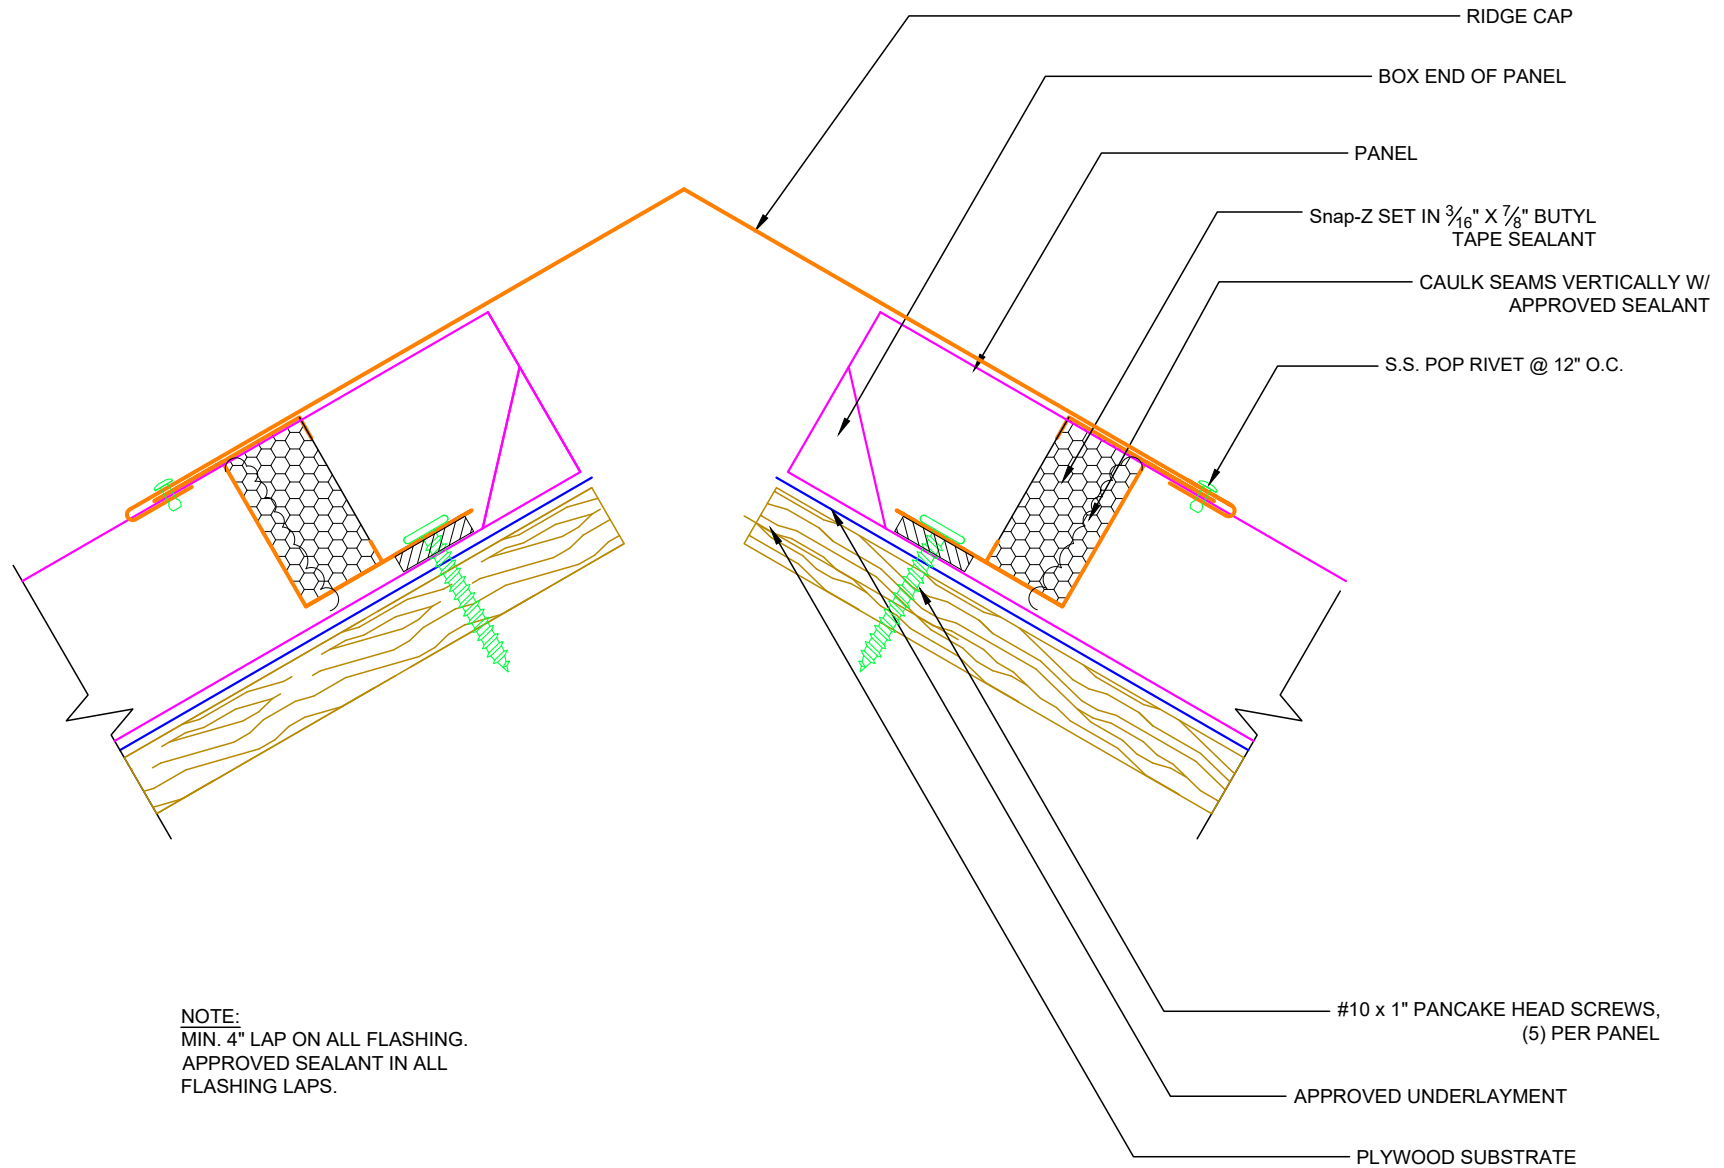 RIDGE CAP
BOX END OF PANEL
PANEL
Snap-Z SET IN 3/16" X 7/8" BUTYL
TAPE SEALANT
CAULK SEAMS VERTICALLY W/
APPROVED SEALANT
S.S. POP RIVET @ 12" O.C.
#10 x 1" PANCAKE HEAD SCREWS,
(5) PER PANEL
APPROVED UNDERLAYMENT
PLYWOOD SUBSTRATE
NOTE:
MIN. 4" LAP ON ALL FLASHING.
APPROVED SEALANT IN ALL
FLASHING LAPS.